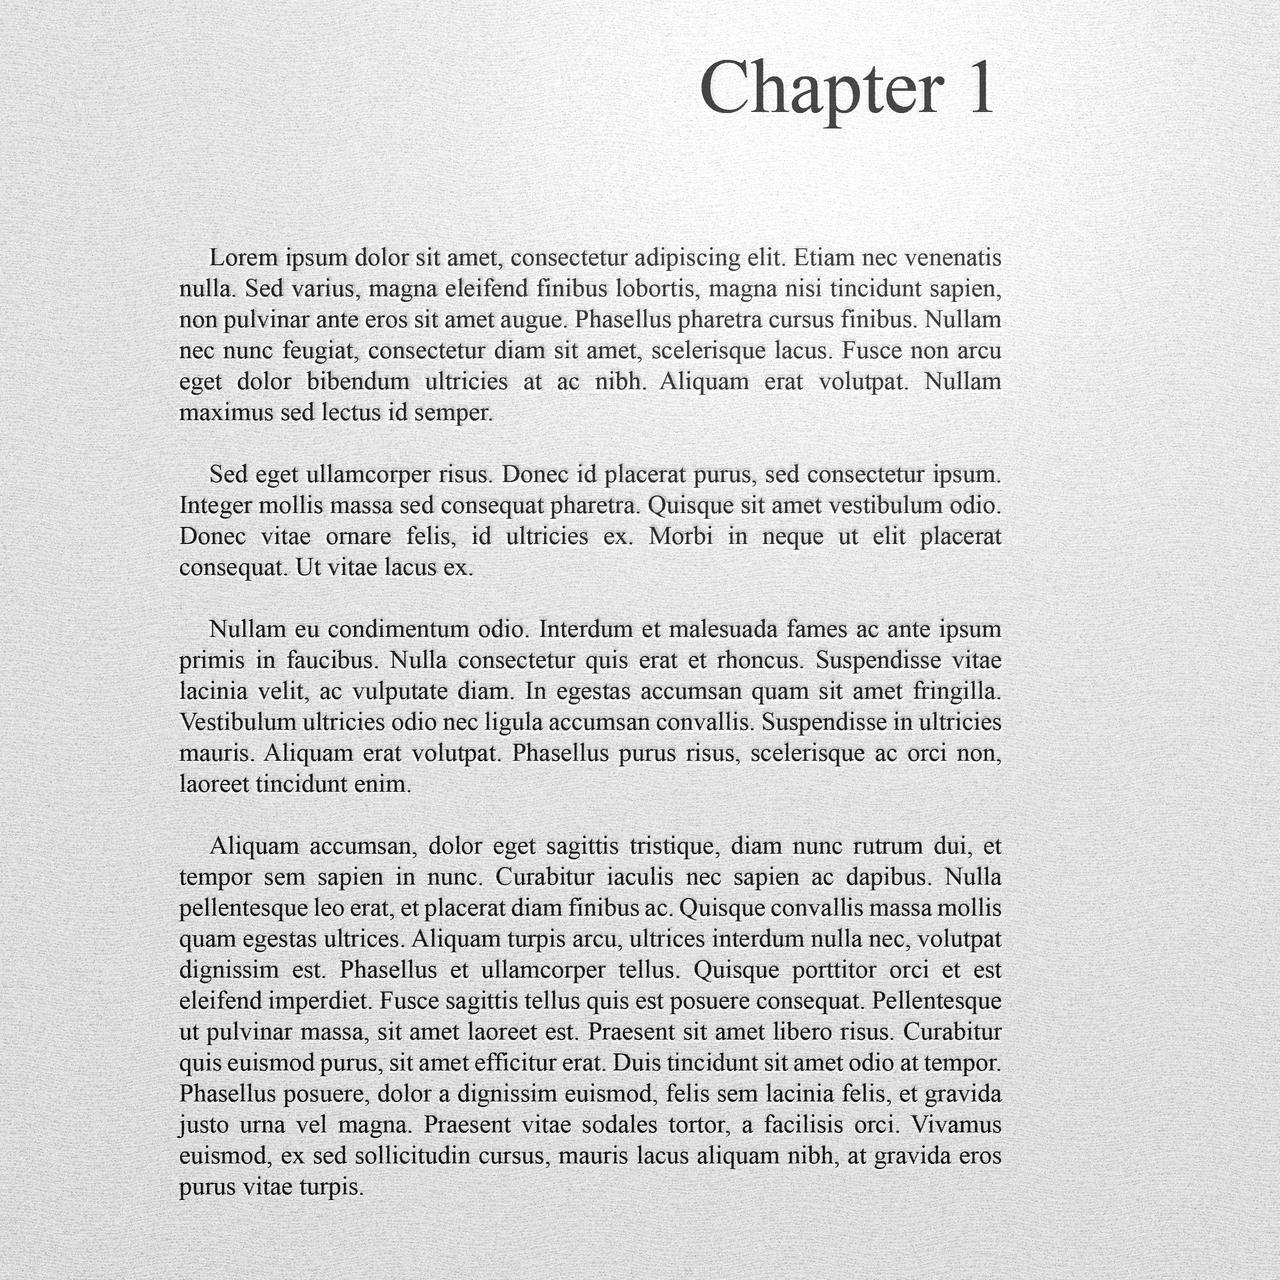 Chapter 1
Lorem ipsum dolor sit amet, consectetur adipiscing elit. Etiam nec venenatis
nulla. Sed varius, magna eleifend finibus lobortis, magna nisi tincidunt sapien,
non pulvinar ante eros sit amet augue. Phasellus pharetra cursus finibus. Nullam
nec nunc feugiat, consectetur diam sit amet, scelerisque lacus. Fusce non arcu
eget dolor bibendum ultricies at ac nibh. Aliquam erat volutpat. Nullam
maximus sed lectus id semper.
Sed eget ullamcorper risus. Donec id placerat purus, sed consectetur ipsum.
Integer mollis massa sed consequat pharetra. Quisque sit amet vestibulum odio.
Donec vitae ornare felis, id ultricies ex. Morbi in neque ut elit placerat
consequat. Ut vitae lacus ex.
Nullam eu condimentum odio. Interdum et malesuada fames ac ante ipsum
primis in faucibus. Nulla consectetur quis erat et rhoncus. Suspendisse vitae
lacinia velit, ac vulputate diam. In egestas accumsan quam sit amet fringilla.
Vestibulum ultricies odio nec ligula accumsan convallis. Suspendisse in ultricies
mauris. Aliquam erat volutpat. Phasellus purus risus, scelerisque ac orci non,
laoreet tincidunt enim.
Aliquam accumsan, dolor eget sagittis tristique, diam nunc rutrum dui, et
tempor sem sapien in nunc. Curabitur iaculis nec sapien ac dapibus. Nulla
pellentesque leo erat, et placerat diam finibus ac. Quisque convallis massa mollis
quam egestas ultrices. Aliquam turpis arcu, ultrices interdum nulla nec, volutpat
dignissim est. Phasellus et ullamcorper tellus. Quisque porttitor orci et est
eleifend imperdiet. Fusce sagittis tellus quis est posuere consequat. Pellentesque
ut pulvinar massa, sit amet laoreet est. Praesent sit amet libero risus. Curabitur
quis euismod purus, sit amet efficitur erat. Duis tincidunt sit amet odio at tempor.
Phasellus posuere, dolor a dignissim euismod, felis sem lacinia felis, et gravida
justo urna vel magna. Praesent vitae sodales tortor, a facilisis orci. Vivamus
euismod, ex sed sollicitudin cursus, mauris lacus aliquam nibh, at gravida eros
purus vitae turpis.